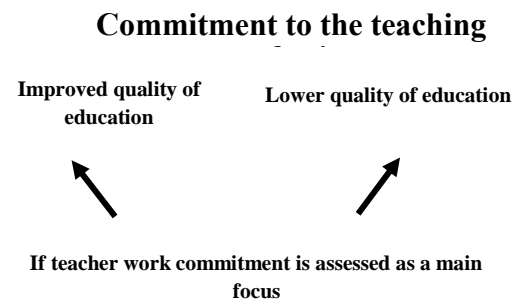 Commitment to the teaching
Improved quality of
education
Lower quality of education
If teacher work commitment is assessed as a main
focus